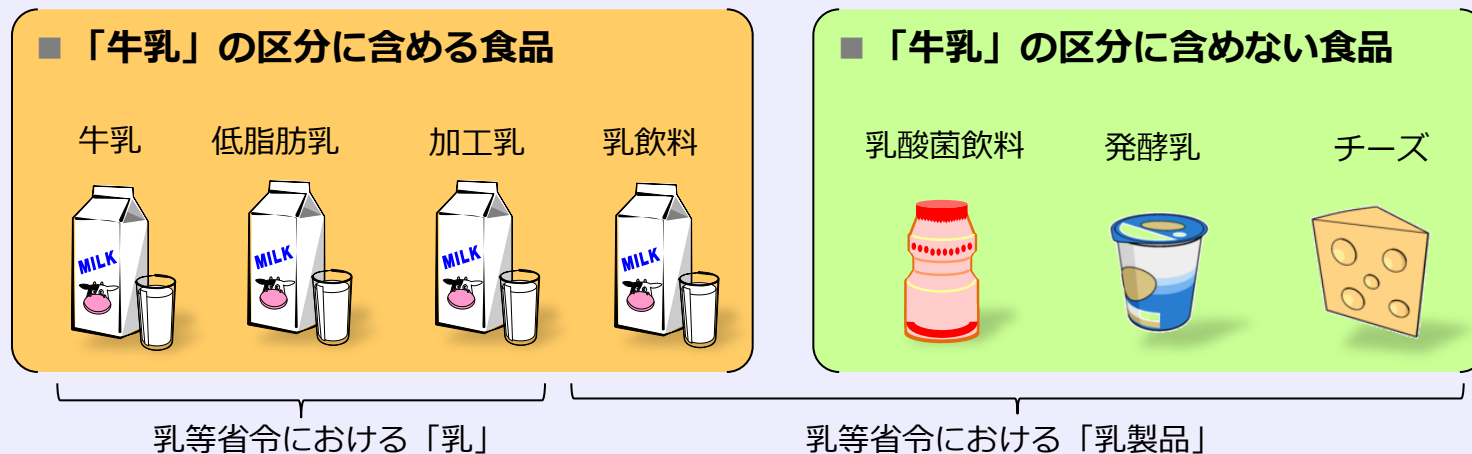 ■ 「牛乳」の区分に含める食品
牛乳 低脂肪乳 加工乳 乳飲料
MILK MILK MILK MILK
■ 「牛乳」の区分に含めない食品
乳酸菌飲料 発酵乳 チーズ
乳等省令における「乳」
乳等省令における「乳製品」